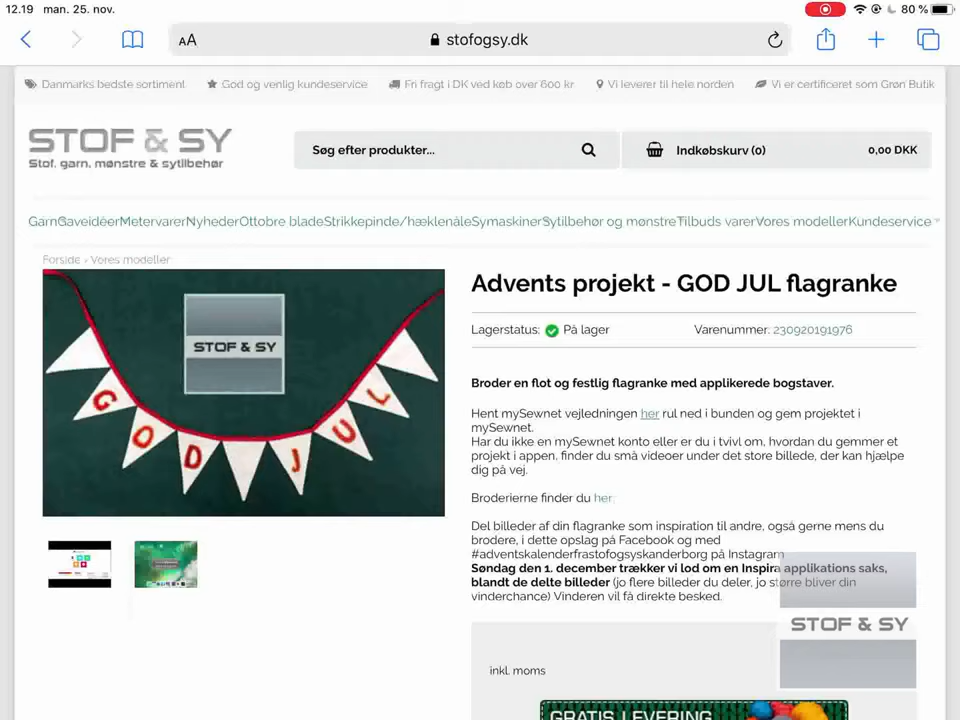 12.19 man. 25. nov.
80 %
AA
stofogsy.dk
Danmarks bedste sortiment
God og venlig kundeservice
Fri fragt i DK ved køb over 600 kr
Vi leverer til hele norden
Vi er certificeret som Grøn Butik
STOF & SY
Stof, garn, mønstre & sytilbehør
Søg efter produkter...
Indkøbskurv (0)
0,00 DKK
Garn
Gaveidéer
Metervarer
Nyheder
Ottobre blade
Strikkepinde/hæklenåle
Symaskiner
Sytilbehør og mønstre
Tilbuds varer
Vores modeller
Kundeservice
Forside › Vores modeller
STOF & SY
G O D J U L
Advents projekt - GOD JUL flagranke
Lagerstatus: På lager
Varenummer: 230920191976
Broder en flot og festlig flagranke med applikerede bogstaver.
Hent mySewnet vejledningen her rul ned i bunden og gem projektet i
mySewnet.
Har du ikke en mySewnet konto eller er du i tvivl om, hvordan du gemmer et
projekt i appen. finder du små videoer under det store billede, der kan hjælpe
dig på vej.
Broderierne finder du her.
Del billeder af din flagranke som inspiration til andre, også gerne mens du
brodere, i dette opslag på Facebook og med
#adventskalenderfrastofogsyskanderborg på Instagram
Søndag den 1. december trækker vi lod om en Inspira applikations saks,
blandt de delte billeder (jo flere billeder du deler, jo større bliver din
vinderchance) Vinderen vil få direkte besked.
STOF & SY
inkl. moms
GRATIS LEVERING